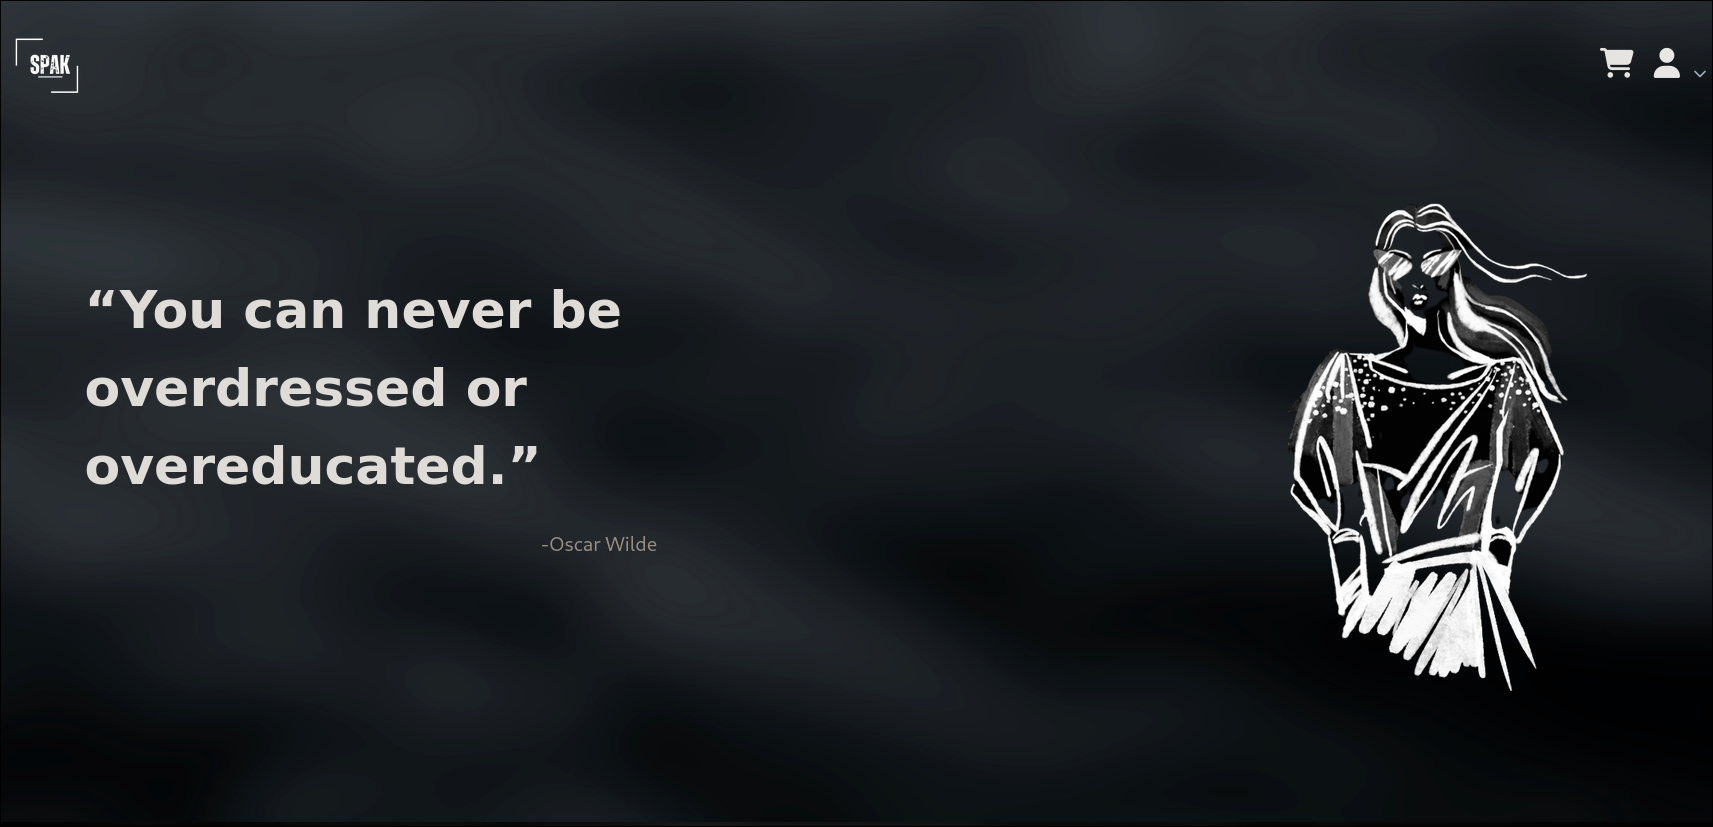 SPAK
“You can never be
overdressed or
overeducated.”
-Oscar Wilde